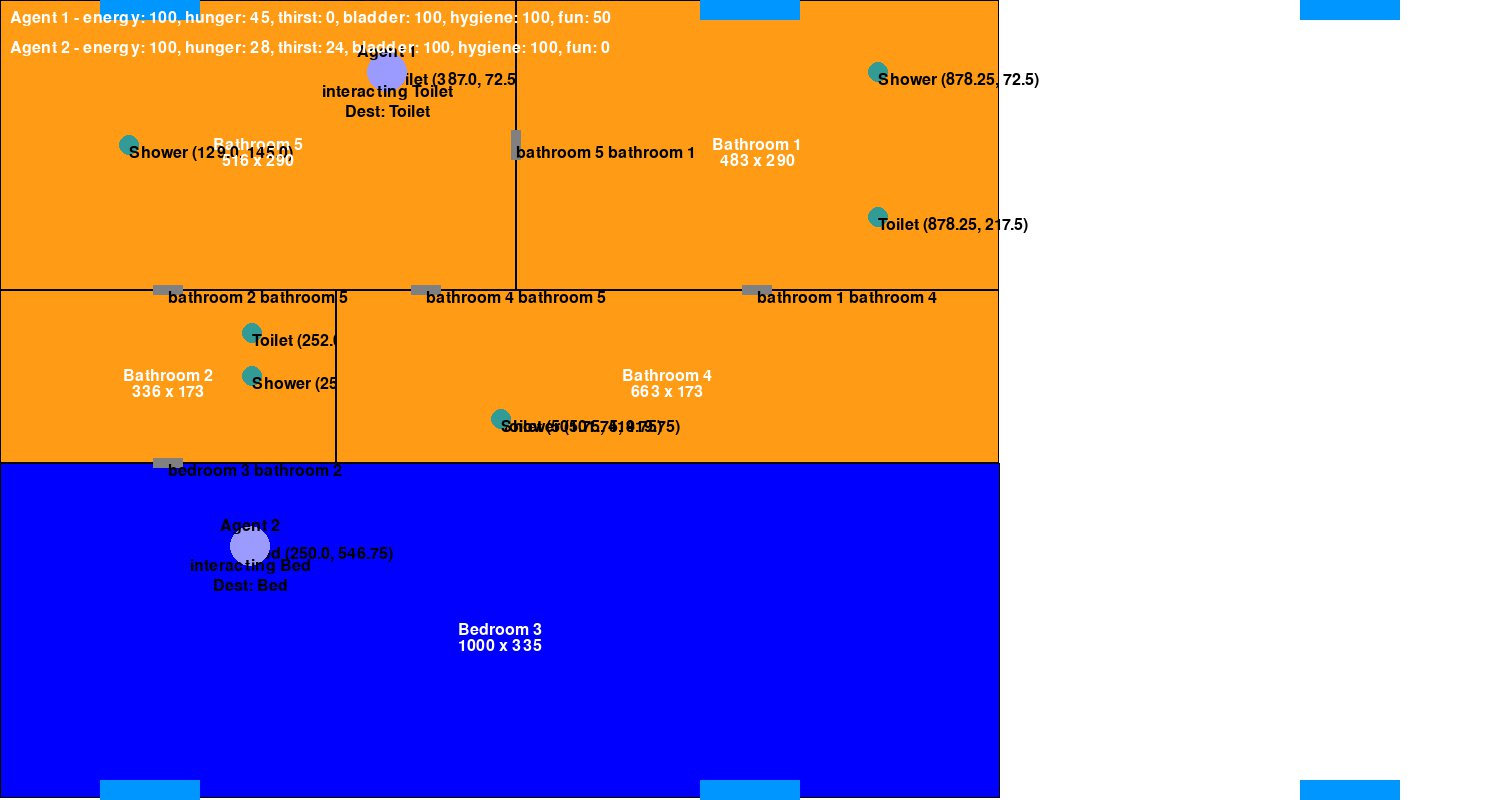 Agent 1 - energy: 100, hunger: 45, thirst: 0, bladder: 100, hygiene: 100, fun: 50
Agent 2 - energy: 100, hunger: 28, thirst: 24, bladder: 100, hygiene: 100, fun: 0
Agent 1
ilet (387.0, 72.5
interacting Toilet
Dest: Toilet
Shower (878.25, 72.5)
Shower (129.0, 145.0)
Bathroom 5
516 x 290
bathroom 5 bathroom 1
Bathroom 1
483 x 290
Toilet (878.25, 217.5)
bathroom 2 bathroom 5
bathroom 4 bathroom 5
bathroom 1 bathroom 4
Toilet (252.0
Shower (25
Bathroom 2
336 x 173
Bathroom 4
663 x 173
bedroom 3 bathroom 2
Agent 2
ed (250.0, 546.75)
interacting Bed
Dest: Bed
Bedroom 3
1000 x 335